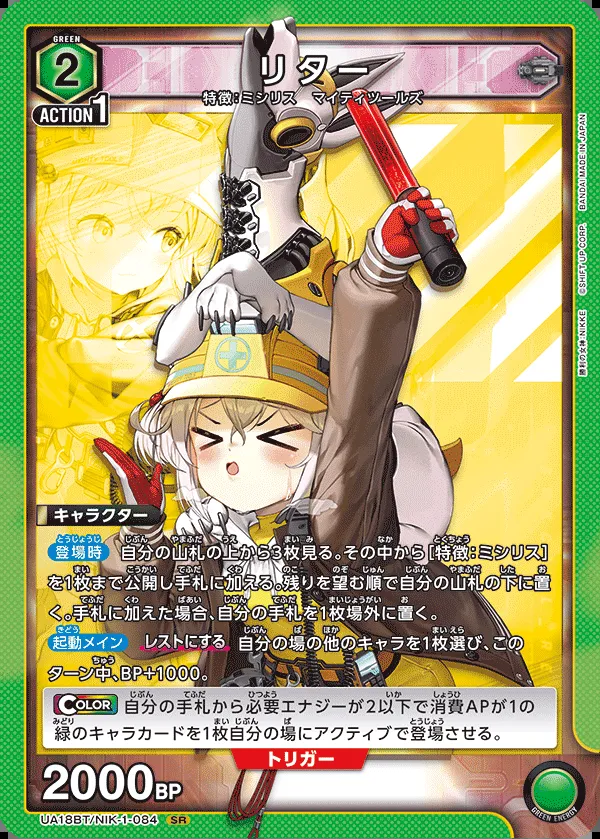 GREEN
2
ACTION 1
リター
特徴:ミシリス マイティツールズ
勝利の女神:NIKKE ©SHIFT UP CORP. BANDAI MADE IN JAPAN
キャラクター
登場時 自分の山札の上から3枚見る。その中から[特徴:ミシリス]
を1枚まで公開し手札に加える。残りを望む順で自分の山札の下に置
く。手札に加えた場合、自分の手札を1枚場外に置く。
起動メイン レストにする 自分の場の他のキャラを1枚選び、この
ターン中、BP+1000。
COLOR 自分の手札から必要エナジーが2以下で消費APが1の
緑のキャラカードを1枚自分の場にアクティブで登場させる。
トリガー
2000BP
GREEN ENERGY
UA18BT/NIK-1-084 SR